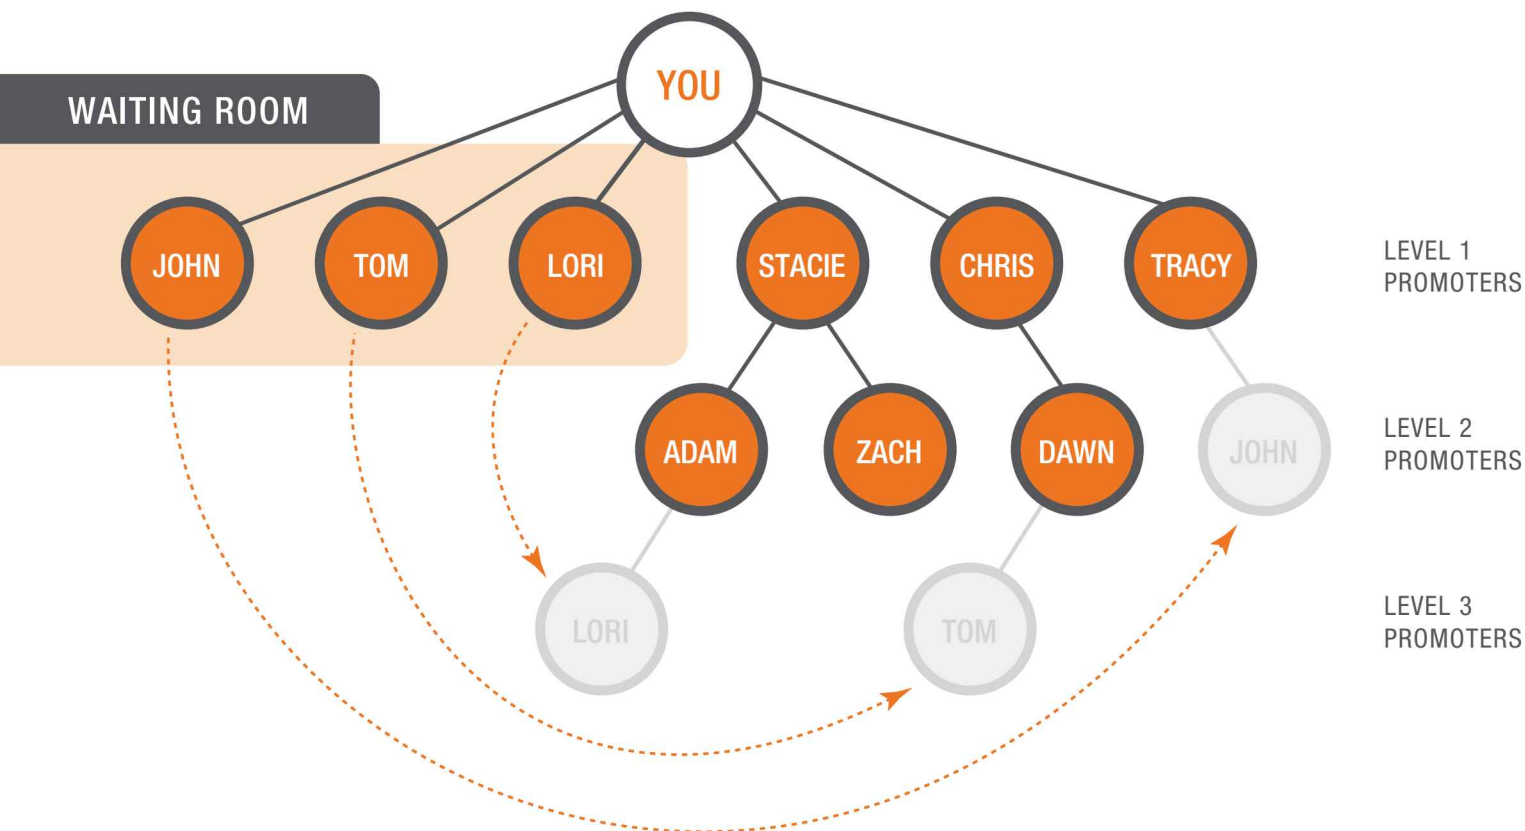 YOU
WAITING ROOM
JOHN
TOM
LORI
STACIE
CHRIS
TRACY
LEVEL 1
PROMOTERS
ADAM
ZACH
DAWN
JOHN
LEVEL 2
PROMOTERS
LORI
TOM
LEVEL 3
PROMOTERS